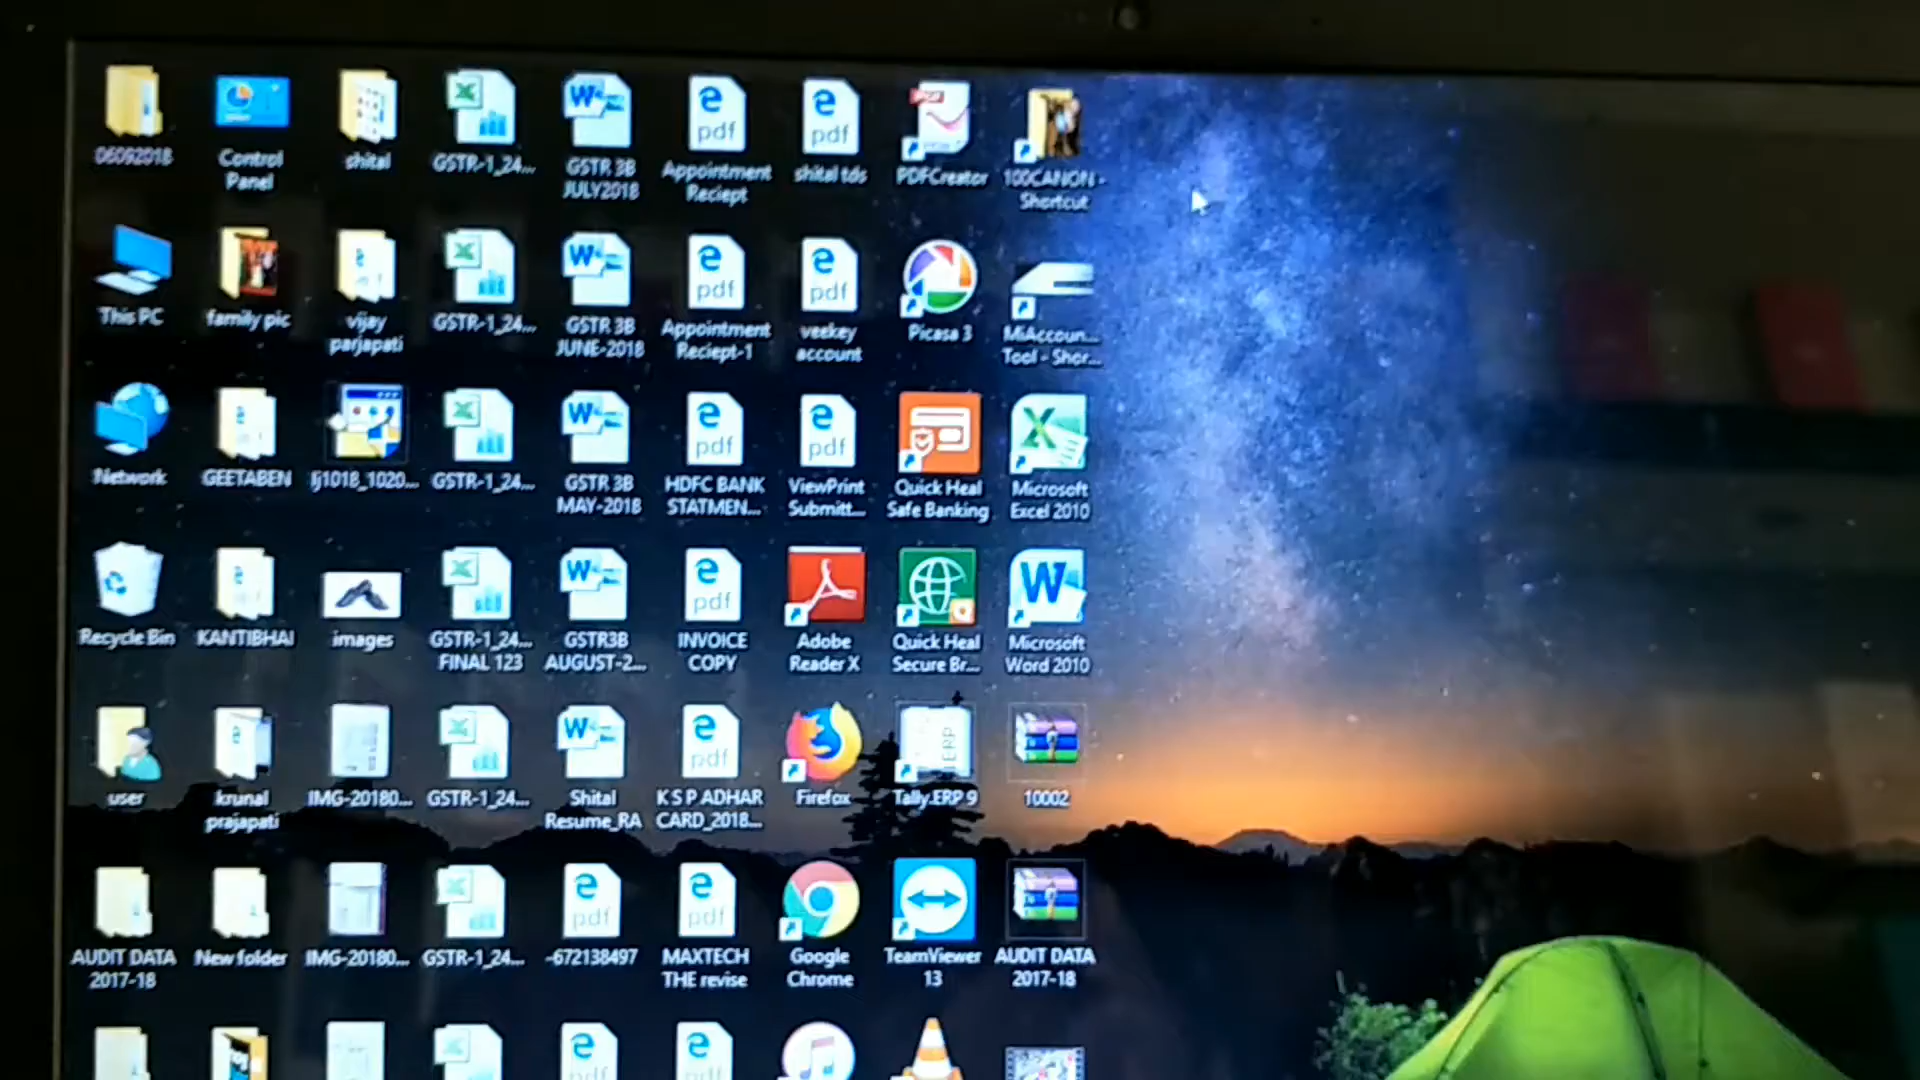 06092018
Control
Panel
shital
GSTR-1_24...
GSTR 3B
JULY2018
Appointment
Reciept
shital tds
PDFCreator
100CANON -
Shortcut
This PC
family pic
vijay
parjapati
GSTR-1_24...
GSTR 3B
JUNE-2018
Appointment
Reciept-1
veekey
account
Picasa 3
MiAccoun...
Tool - Shor...
Network
GEETABEN
lj1018_1020...
GSTR-1_24...
GSTR 3B
MAY-2018
HDFC BANK
STATMEN...
ViewPrint
Submitt...
Quick Heal
Safe Banking
Microsoft
Excel 2010
Recycle Bin
KANTIBHAI
images
GSTR-1_24...
FINAL 123
GSTR3B
AUGUST-2...
INVOICE
COPY
Adobe
Reader X
Quick Heal
Secure Br...
Microsoft
Word 2010
user
krunal
prajapati
IMG-20180...
GSTR-1_24...
Shital
Resume_RA
K S P ADHAR
CARD_2018...
Firefox
Tally.ERP 9
10002
AUDIT DATA
2017-18
New folder
IMG-20180...
GSTR-1_24...
-672138497
MAXTECH
THE revise
Google
Chrome
TeamViewer
13
AUDIT DATA
2017-18